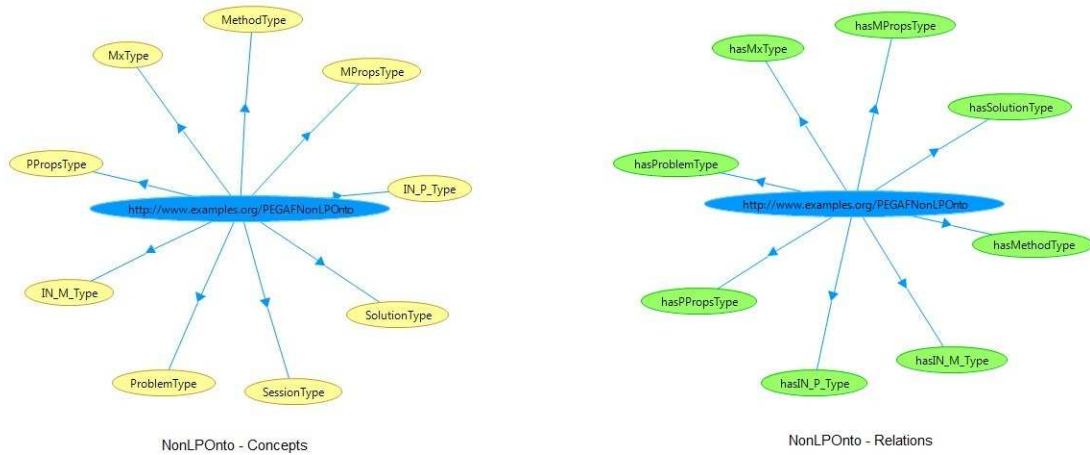 MethodType
MxType
MPropsType
PPropsType
IN_P_Type
http://www.examples.org/PEGAFNonLPOnto
IN_M_Type
SolutionType
ProblemType
SessionType
NonLPOnto - Concepts
hasMPropsType
hasMxType
hasSolutionType
hasProblemType
http://www.examples.org/PEGAFNonLPOnto
hasMethodType
hasPPropsType
hasIN_M_Type
hasIN_P_Type
NonLPOnto - Relations